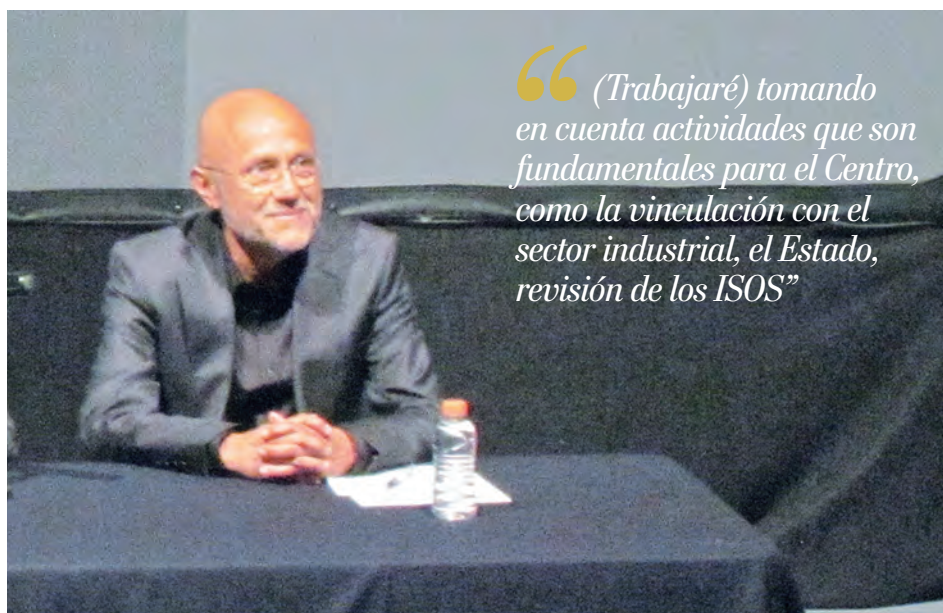 “ (Trabajaré) tomando
en cuenta actividades que son
fundamentales para el Centro,
como la vinculación con el
sector industrial, el Estado,
revisión de los ISOS”